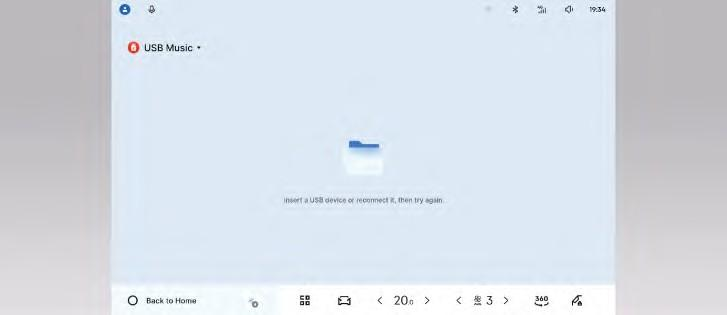 19:34
USB Music
Insert a USB device or reconnect it, then try again.
Back to Home
20.0
3
360